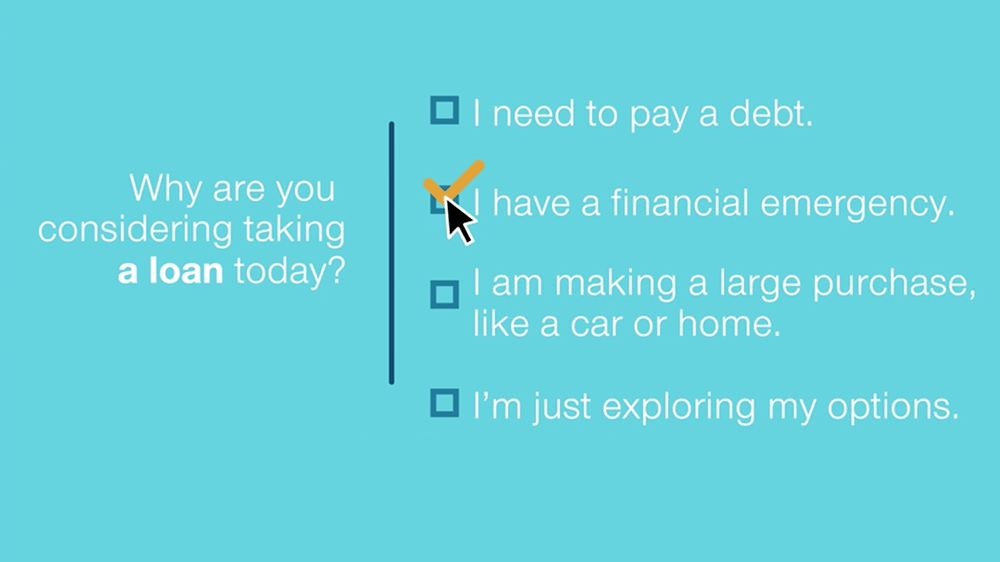 Why are you
considering taking
a loan today?
I need to pay a debt.
I have a financial emergency.
I am making a large purchase,
like a car or home.
I’m just exploring my options.